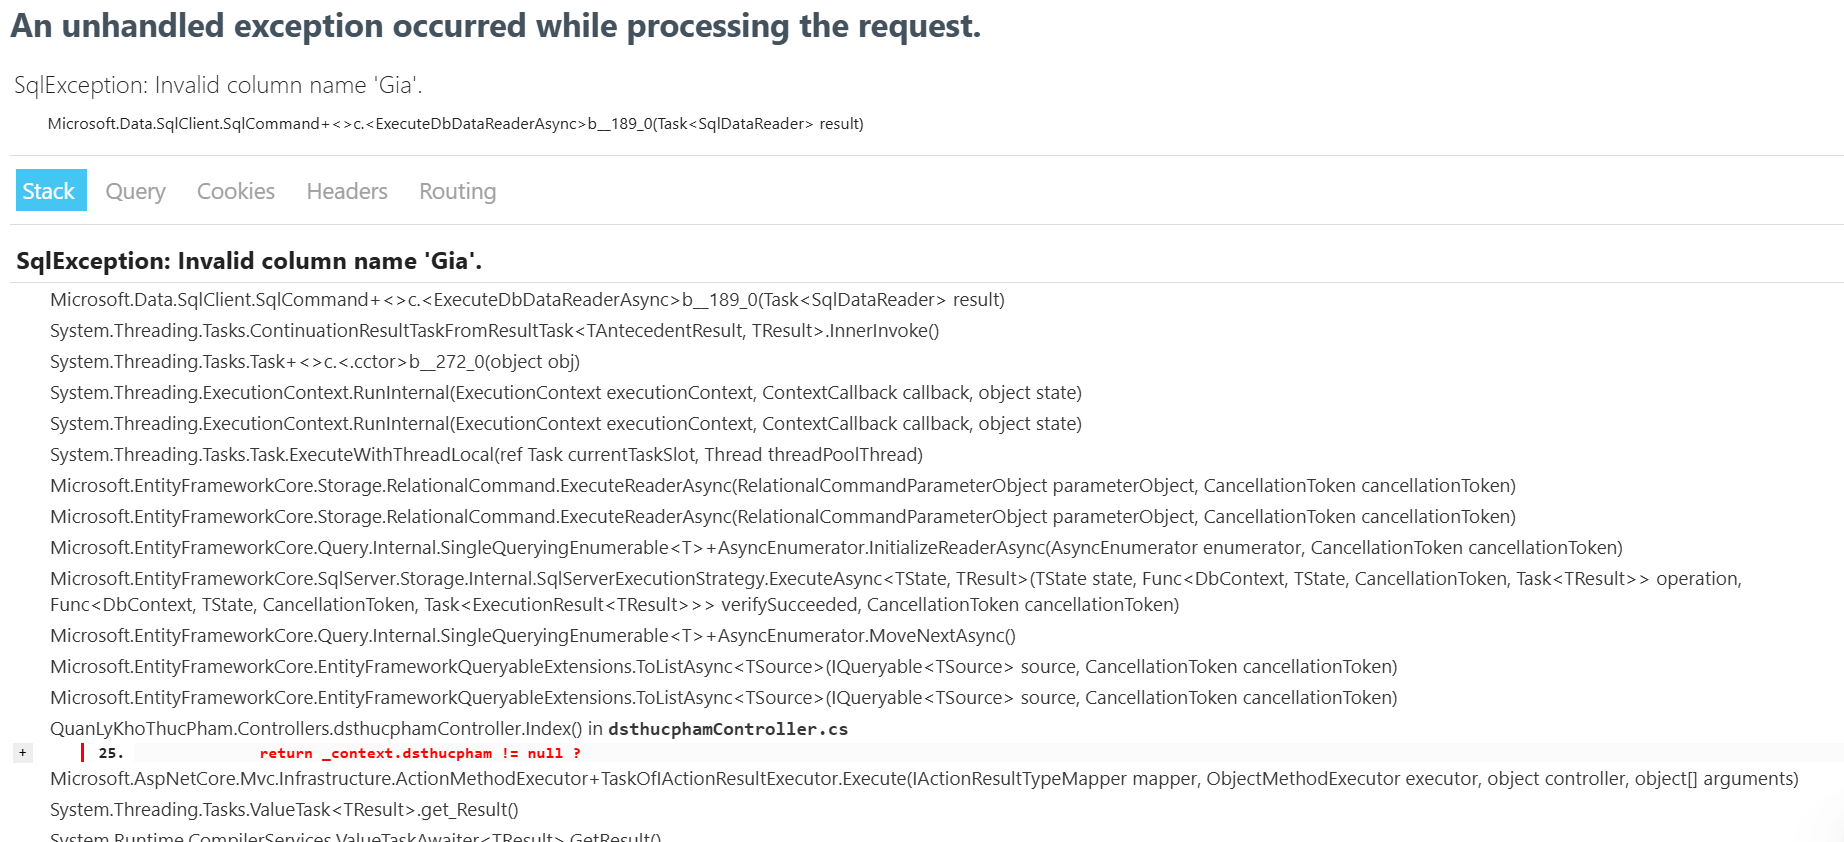 An unhandled exception occurred while processing the request.
SqlException: Invalid column name 'Gia'.
Microsoft.Data.SqlClient.SqlCommand+<>c.<ExecuteDbDataReaderAsync>b__189_0(Task<SqlDataReader> result)
Stack Query Cookies Headers Routing
SqlException: Invalid column name 'Gia'.
Microsoft.Data.SqlClient.SqlCommand+<>c.<ExecuteDbDataReaderAsync>b__189_0(Task<SqlDataReader> result)
System.Threading.Tasks.ContinuationResultTaskFromResultTask<TAntecedentResult, TResult>.InnerInvoke()
System.Threading.Tasks.Task+<>c.<.cctor>b__272_0(object obj)
System.Threading.ExecutionContext.RunInternal(ExecutionContext executionContext, ContextCallback callback, object state)
System.Threading.ExecutionContext.RunInternal(ExecutionContext executionContext, ContextCallback callback, object state)
System.Threading.Tasks.Task.ExecuteWithThreadLocal(ref Task currentTaskSlot, Thread threadPoolThread)
Microsoft.EntityFrameworkCore.Storage.RelationalCommand.ExecuteReaderAsync(RelationalCommandParameterObject parameterObject, CancellationToken cancellationToken)
Microsoft.EntityFrameworkCore.Storage.RelationalCommand.ExecuteReaderAsync(RelationalCommandParameterObject parameterObject, CancellationToken cancellationToken)
Microsoft.EntityFrameworkCore.Query.Internal.SingleQueryingEnumerable<T>+AsyncEnumerator.InitializeReaderAsync(AsyncEnumerator enumerator, CancellationToken cancellationToken)
Microsoft.EntityFrameworkCore.SqlServer.Storage.Internal.SqlServerExecutionStrategy.ExecuteAsync<TState, TResult>(TState state, Func<DbContext, TState, CancellationToken, Task<TResult>> operation,
Func<DbContext, TState, CancellationToken, Task<ExecutionResult<TResult>>> verifySucceeded, CancellationToken cancellationToken)
Microsoft.EntityFrameworkCore.Query.Internal.SingleQueryingEnumerable<T>+AsyncEnumerator.MoveNextAsync()
Microsoft.EntityFrameworkCore.EntityFrameworkQueryableExtensions.ToListAsync<TSource>(IQueryable<TSource> source, CancellationToken cancellationToken)
Microsoft.EntityFrameworkCore.EntityFrameworkQueryableExtensions.ToListAsync<TSource>(IQueryable<TSource> source, CancellationToken cancellationToken)
QuanLyKhoThucPham.Controllers.dsthucphamController.Index() in dsthucphamController.cs
+ 25. return _context.dsthucpham != null ?
Microsoft.AspNetCore.Mvc.Infrastructure.ActionMethodExecutor+TaskOfIActionResultExecutor.Execute(IActionResultTypeMapper mapper, ObjectMethodExecutor executor, object controller, object[] arguments)
System.Threading.Tasks.ValueTask<TResult>.get_Result()
System.Runtime.CompilerServices.ValueTaskAwaiter<TResult>.GetResult()